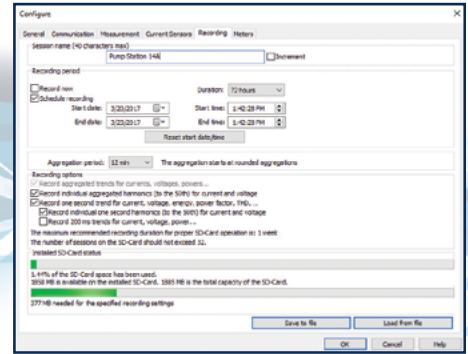 Configure
General Communication Measurement Current Sensors Recording Meters
Session name (40 characters max)
Pump Station 14A
Increment
Recording period
Record now
Duration: 72 hours
Schedule recording
Start date: 3/20/2017 Start time: 1:42:28 PM
End date: 3/23/2017 End time: 1:42:28 PM
Reset start date/time
Aggregation period: 12 min The aggregation starts at rounded aggregations
Recording options
Record aggregated trends for currents, voltages, powers...
Record individual aggregated harmonics (to the 50th) for current and voltage
Record one second trend for current, voltage, energy, power factor, THD, ...
Record individual one second harmonics (to the 50th) for current and voltage
Record 200 ms trends for current, voltage, power...
The maximum recommended recording duration for proper SD-Card operation is: 1 week
The number of sessions on the SD-Card should not exceed 32.
Installed SD-Card status
1.44% of the SD-Card space has been used.
1858 MB is available on the installed SD-Card. 1885 MB is the total capacity of the SD-Card.
377 MB needed for the specified recording settings
Save to file Load from file
OK Cancel Help